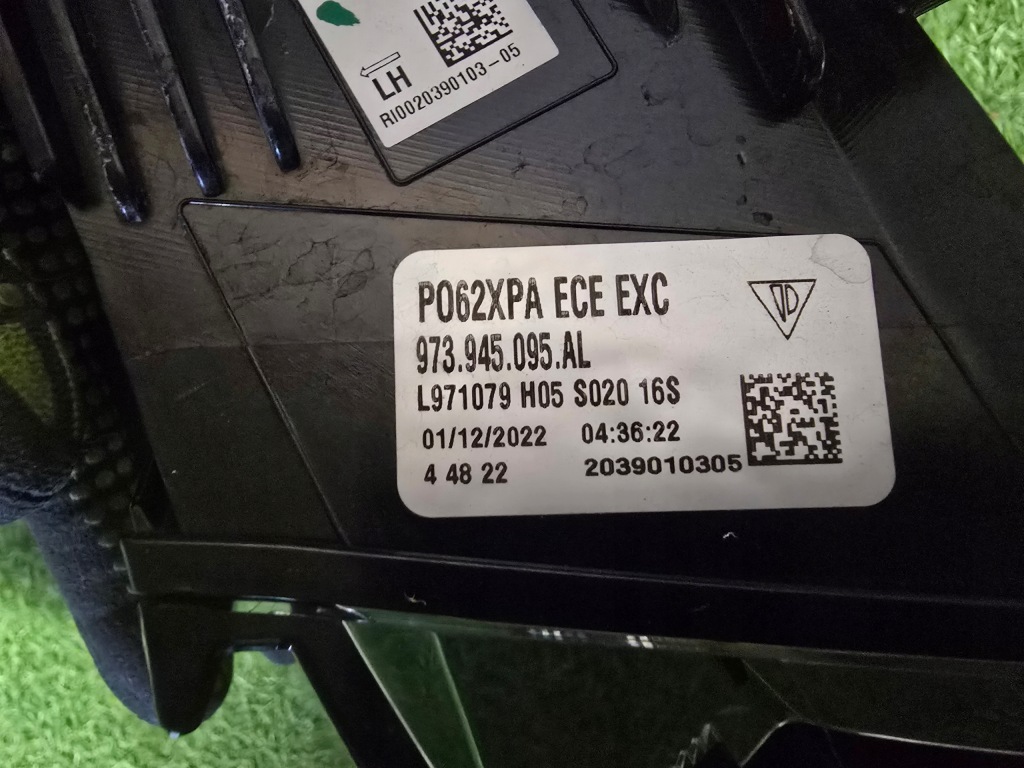 LH
RI0020390103-05
PO62XPA ECE EXC
973.945.095.AL
L971079 H05 S020 16S
01/12/2022 04:36:22
4 48 22 2039010305